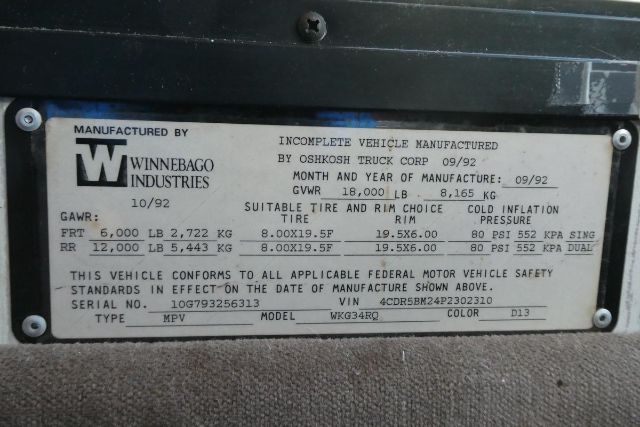 MANUFACTURED BY
W WINNEBAGO
INDUSTRIES
10/92
INCOMPLETE VEHICLE MANUFACTURED
BY OSHKOSH TRUCK CORP 09/92
MONTH AND YEAR OF MANUFACTURE: 09/92
GVWR 18,000 LB 8,165 KG
GAWR: SUITABLE TIRE AND RIM CHOICE COLD INFLATION
TIRE RIM PRESSURE
FRT 6,000 LB 2,722 KG 8.00X19.5F 19.5X6.00 80 PSI 552 KPA SING
RR 12,000 LB 5,443 KG 8.00X19.5F 19.5X6.00 80 PSI 552 KPA DUAL
THIS VEHICLE CONFORMS TO ALL APPLICABLE FEDERAL MOTOR VEHICLE SAFETY
STANDARDS IN EFFECT ON THE DATE OF MANUFACTURE SHOWN ABOVE.
SERIAL NO. 10G793256313 VIN 4CDR5BM24P2302310
TYPE MPV MODEL WKG34RQ COLOR D13